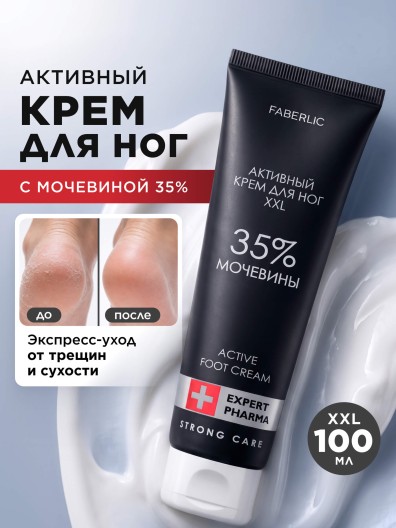 АКТИВНЫЙ
КРЕМ
ДЛЯ НОГ
С МОЧЕВИНОЙ 35%
до
после
Экспресс-уход
от трещин
и сухости
FABERLIC
АКТИВНЫЙ
КРЕМ ДЛЯ НОГ
XXL
35%
МОЧЕВИНЫ
ACTIVE
FOOT CREAM
EXPERT
PHARMA
STRONG CARE
XXL
100
МЛ